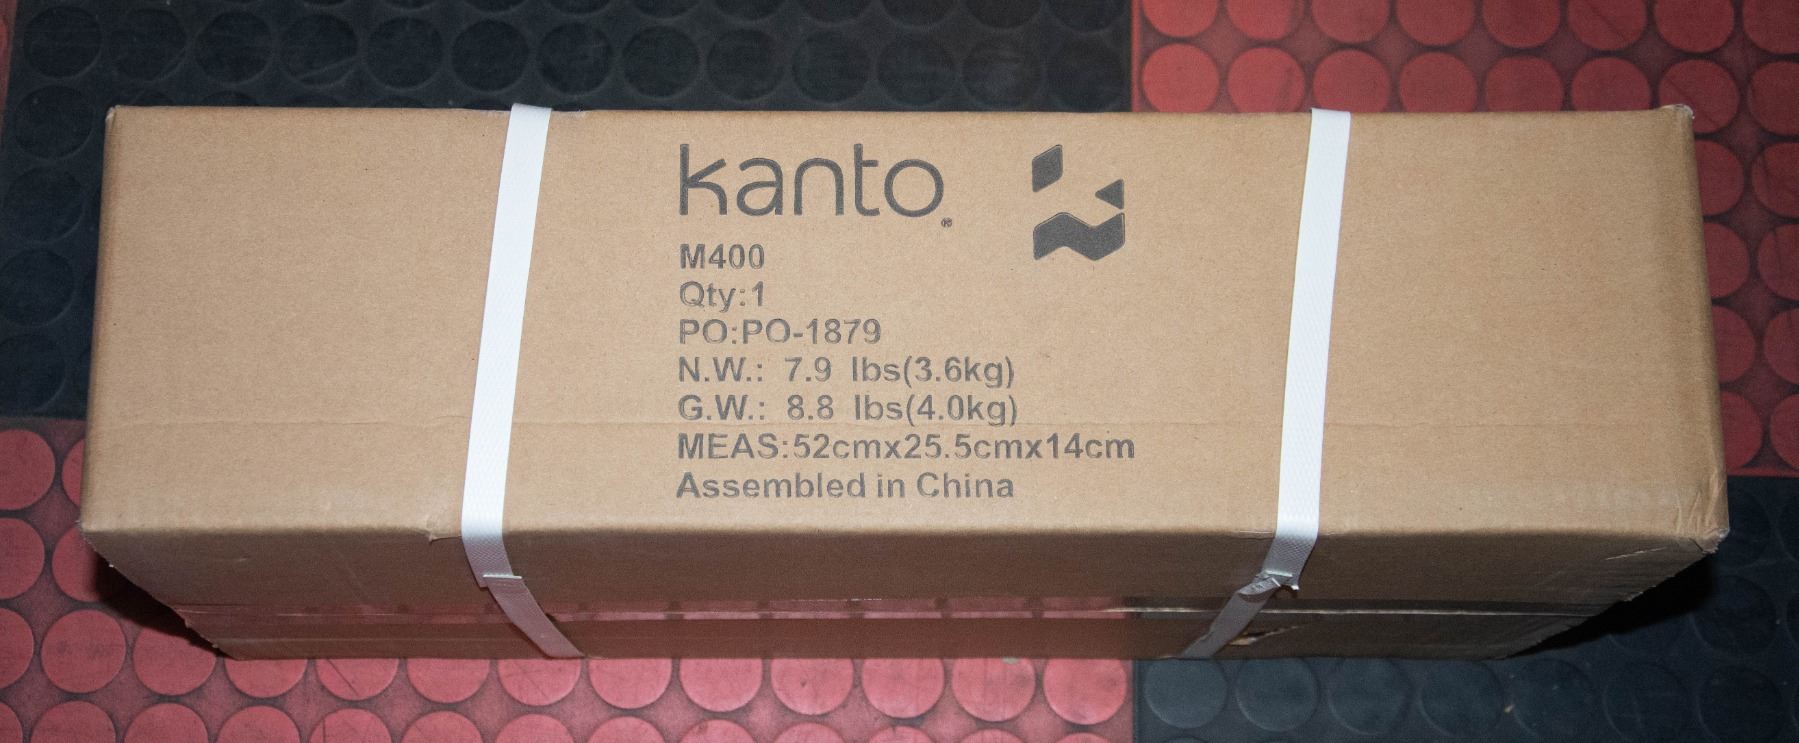 kanto®
M400
Qty:1
PO:PO-1879
N.W.: 7.9 lbs(3.6kg)
G.W.: 8.8 lbs(4.0kg)
MEAS:52cmx25.5cmx14cm
Assembled in China